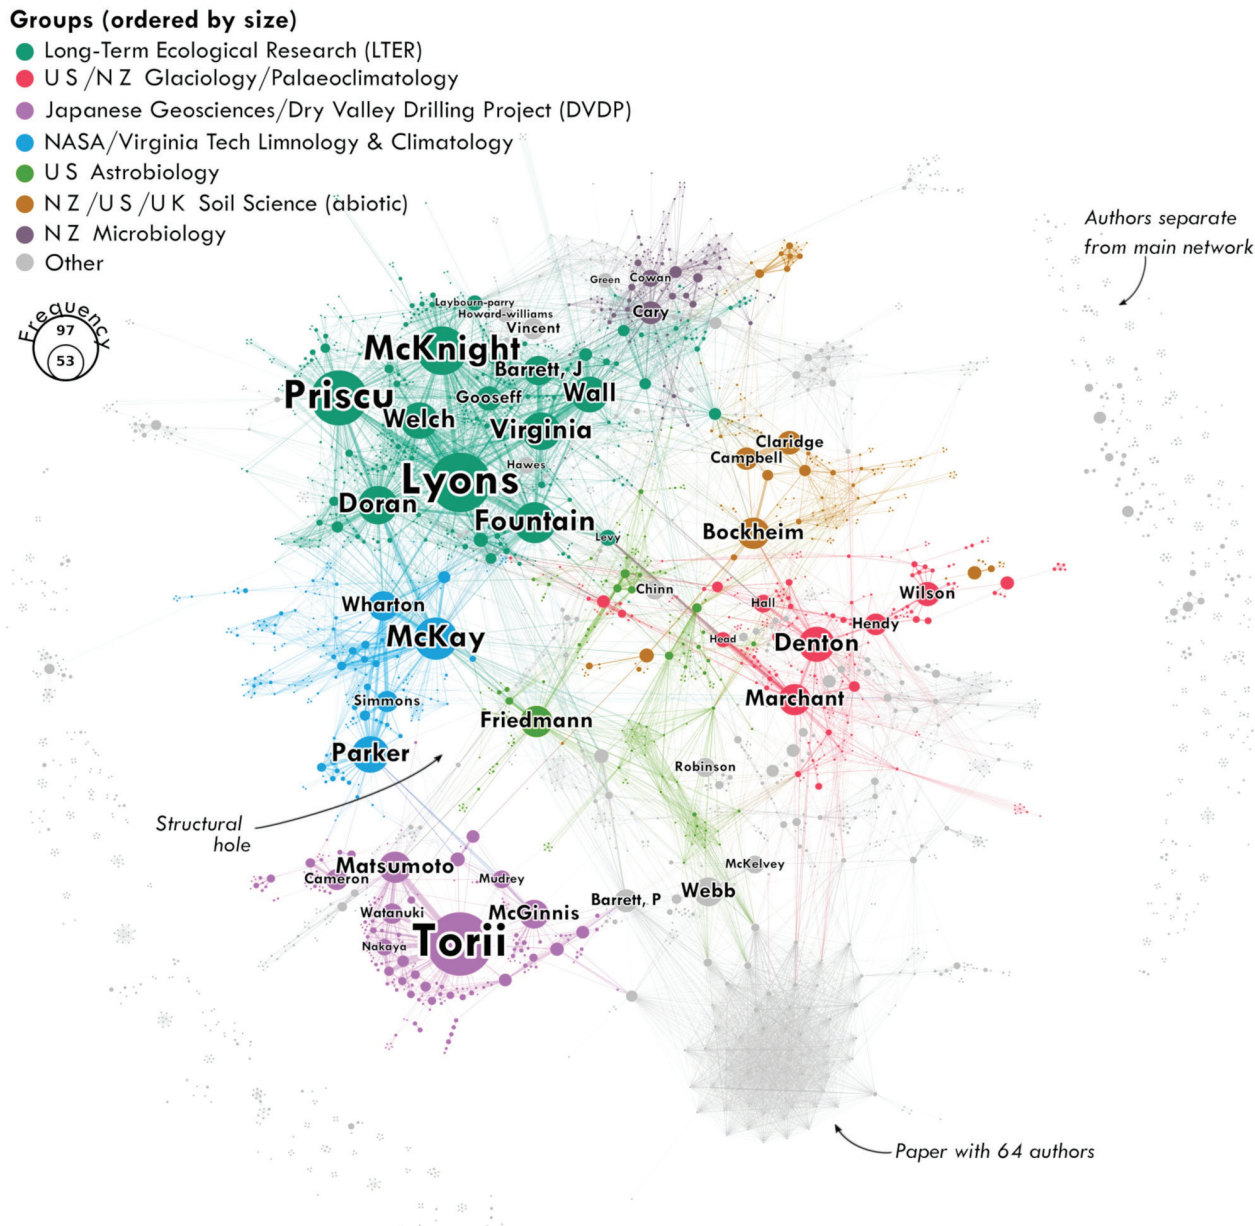 Groups (ordered by size)
Long-Term Ecological Research (LTER)
US/NZ Glaciology/Palaeoclimatology
Japanese Geosciences/Dry Valley Drilling Project (DVDP)
NASA/Virginia Tech Limnology & Climatology
US Astrobiology
NZ/US/UK Soil Science (abiotic)
NZ Microbiology
Other
Frequency
97
53
Authors separate
from main network
Green
Cowan
Cary
Laybourn-parry
Howard-williams
Vincent
McKnight
Barrett, J
Priscu
Gooseff
Wall
Welch
Virginia
Claridge
Campbell
Hawes
Lyons
Doran
Fountain
Bockheim
Levy
Chinn
Wilson
Wharton
Hall
Hendy
McKay
Head
Denton
Simmons
Marchant
Friedmann
Parker
Robinson
Structural
hole
Matsumoto
Cameron
Mudrey
McKelvey
Webb
Barrett, P
Watanuki
McGinnis
Torii
Nakaya
Paper with 64 authors